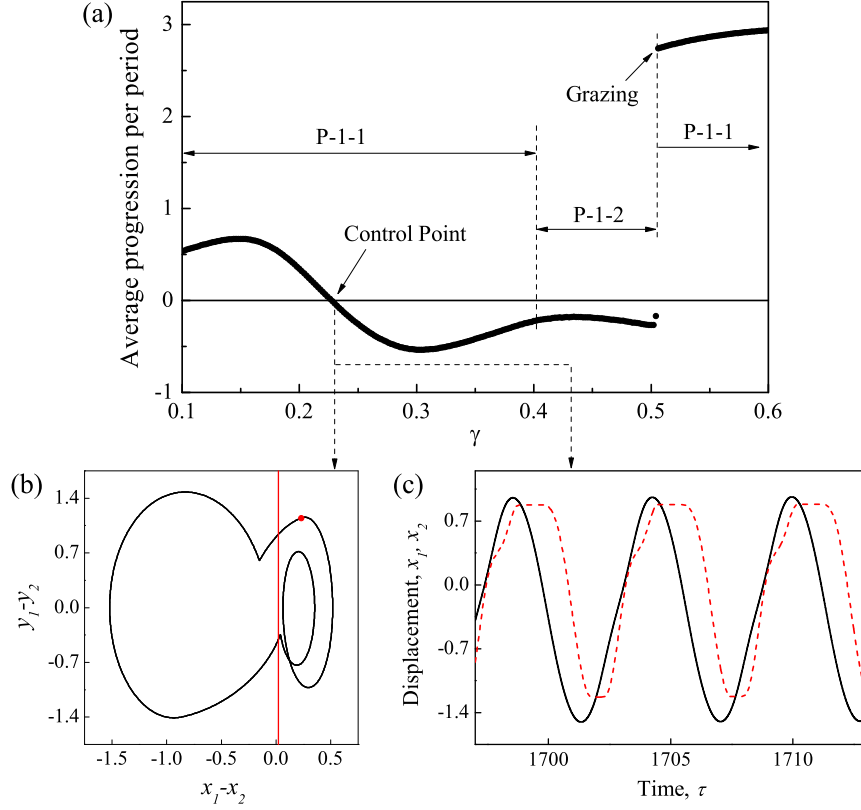 (a)
Average progression per period
3
2
1
0
-1
Grazing
P-1-1
P-1-1
P-1-2
Control Point
0.1
0.2
0.3
0.4
0.5
0.6
γ
(b)
y1-y2
1.4
0.7
0.0
-0.7
-1.4
-1.5
-1.0
-0.5
0.0
0.5
x1-x2
(c)
Displacement, x1, x2
0.7
0.0
-0.7
-1.4
1700
1705
1710
Time, τ